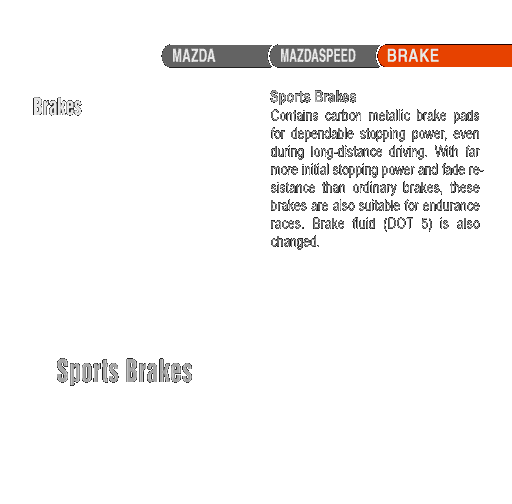 MAZDA
MAZDASPEED
BRAKE
Brakes
Sports Brakes
Contains carbon metallic brake pads
for dependable stopping power, even
during long-distance driving. With far
more initial stopping power and fade re-
sistance than ordinary brakes, these
brakes are also suitable for endurance
races. Brake fluid (DOT 5) is also
changed.
Sports Brakes